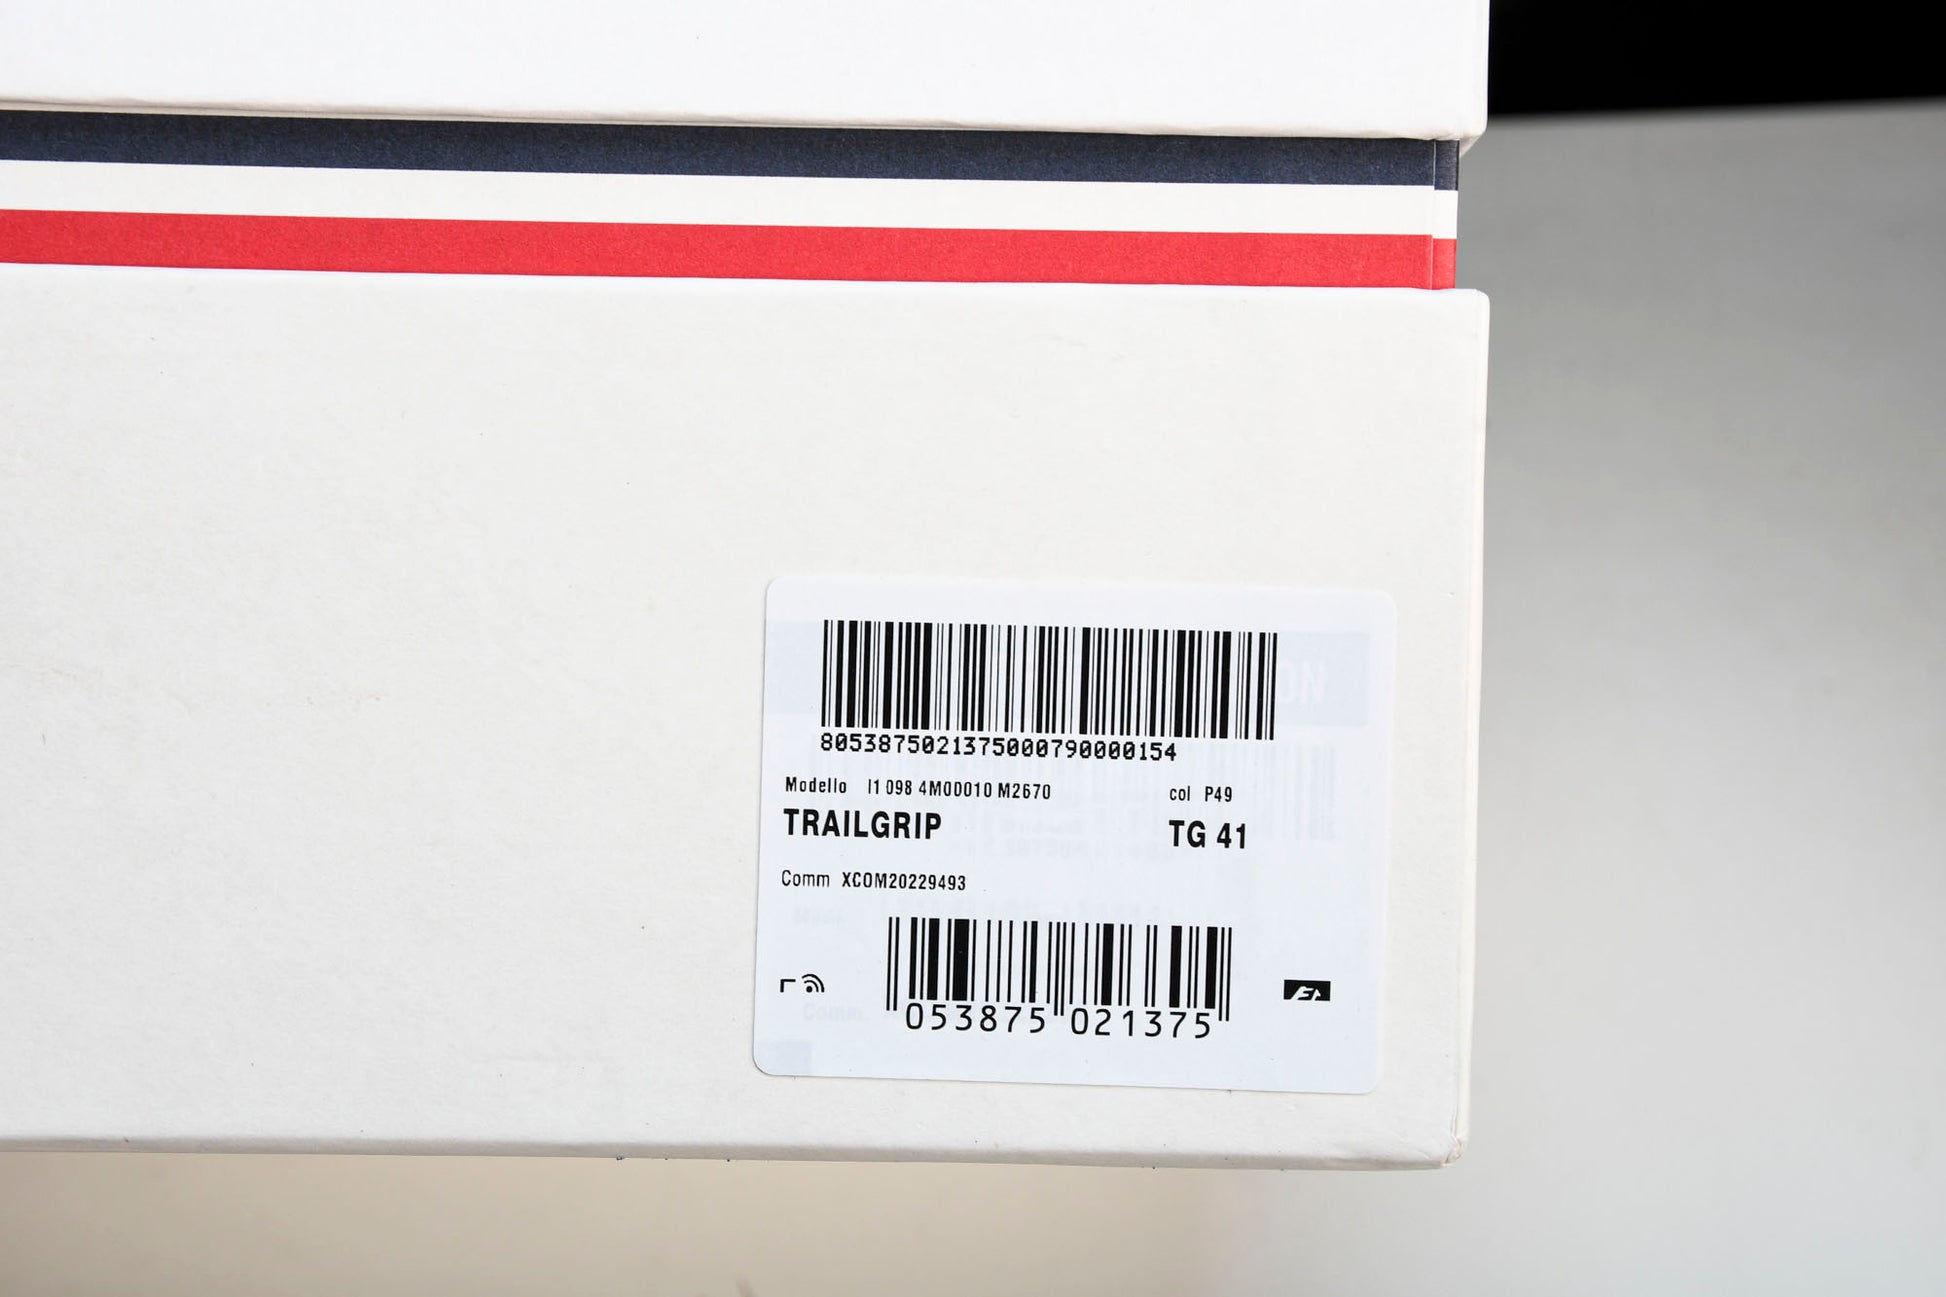 8053875021375000790000154
Modello I1 098 4M00010 M2670 col P49
TRAILGRIP TG 41
Comm XCOM20229493
053875 021375